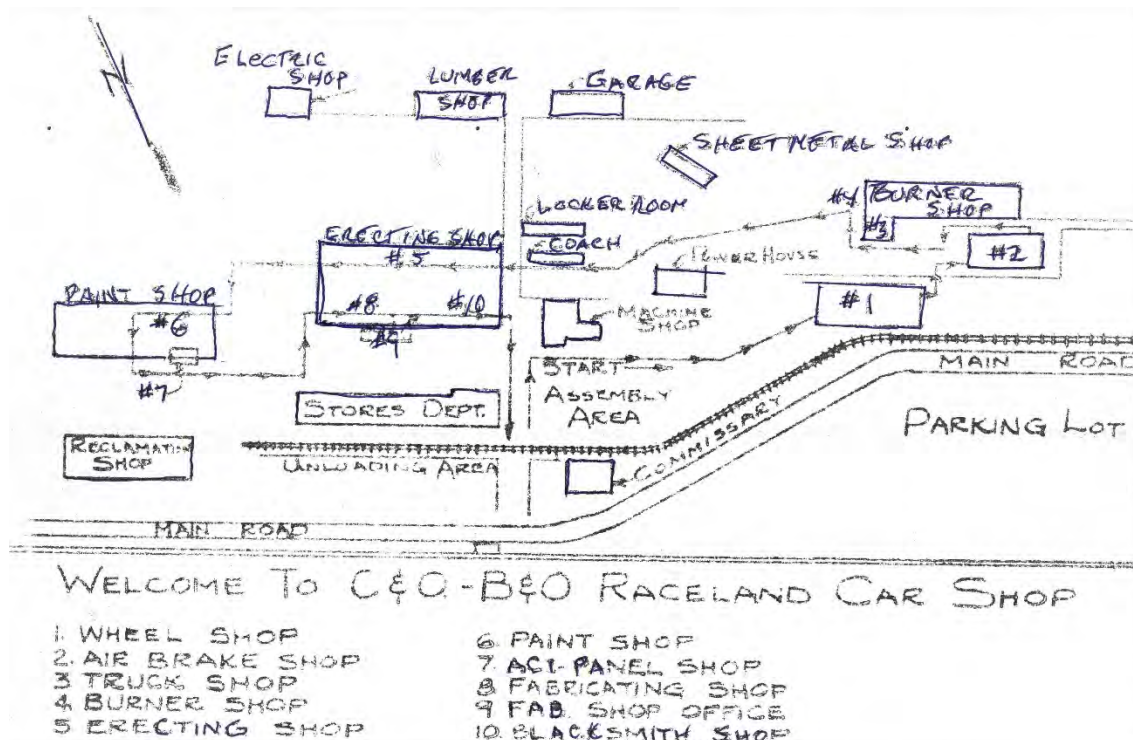 N
ELECTRIC
SHOP
LUMBER
SHOP
GARAGE
SHEET METAL SHOP
LOCKER ROOM
COACH
#4 BURNER
SHOP
#3
#2
POWER HOUSE
ERECTING SHOP
#5
PAINT SHOP
#6
#8
#10
#9
MACHINE
SHOP
#1
#7
START
ASSEMBLY
AREA
MAIN ROAD
STORES DEPT.
COMMISSARY
PARKING LOT
RECLAMATION
SHOP
UNLOADING AREA
MAIN ROAD
WELCOME TO C&O-B&O RACELAND CAR SHOP
1. WHEEL SHOP
2. AIR BRAKE SHOP
3 TRUCK SHOP
4 BURNER SHOP
5 ERECTING SHOP
6. PAINT SHOP
7. ACI-PANEL SHOP
8 FABRICATING SHOP
9 FAB. SHOP OFFICE
10. BLACKSMITH SHOP